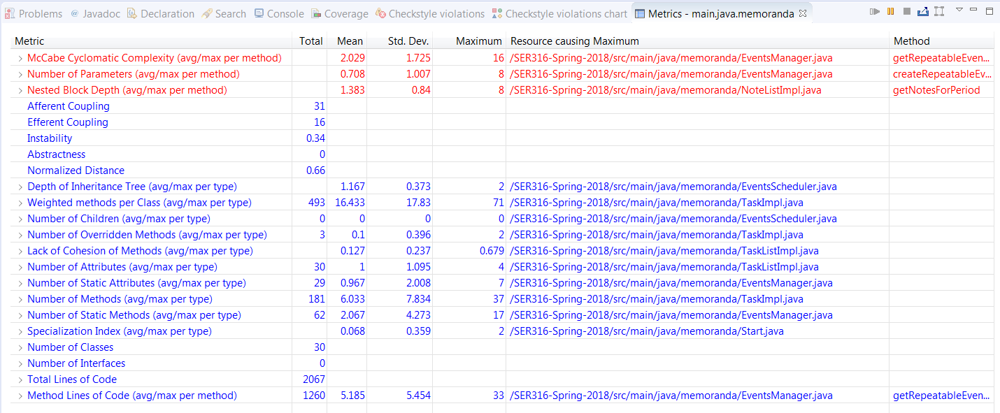 Problems @ Javadoc Declaration Search Console Coverage Checkstyle violations Checkstyle violations chart Metrics - main.java.memoranda
Metric Total Mean Std. Dev. Maximum Resource causing Maximum Method
McCabe Cyclomatic Complexity (avg/max per method) 2.029 1.725 16 /SER316-Spring-2018/src/main/java/memoranda/EventsManager.java getRepeatableEven...
Number of Parameters (avg/max per method) 0.708 1.007 8 /SER316-Spring-2018/src/main/java/memoranda/EventsManager.java createRepeatableEv...
Nested Block Depth (avg/max per method) 1.383 0.84 8 /SER316-Spring-2018/src/main/java/memoranda/NoteListImpl.java getNotesForPeriod
Afferent Coupling 31
Efferent Coupling 16
Instability 0.34
Abstractness 0
Normalized Distance 0.66
Depth of Inheritance Tree (avg/max per type) 1.167 0.373 2 /SER316-Spring-2018/src/main/java/memoranda/EventsScheduler.java
Weighted methods per Class (avg/max per type) 493 16.433 17.83 71 /SER316-Spring-2018/src/main/java/memoranda/TaskImpl.java
Number of Children (avg/max per type) 0 0 0 0 /SER316-Spring-2018/src/main/java/memoranda/EventsScheduler.java
Number of Overridden Methods (avg/max per type) 3 0.1 0.396 2 /SER316-Spring-2018/src/main/java/memoranda/TaskImpl.java
Lack of Cohesion of Methods (avg/max per type) 0.127 0.237 0.679 /SER316-Spring-2018/src/main/java/memoranda/TaskListImpl.java
Number of Attributes (avg/max per type) 30 1 1.095 4 /SER316-Spring-2018/src/main/java/memoranda/TaskListImpl.java
Number of Static Attributes (avg/max per type) 29 0.967 2.008 7 /SER316-Spring-2018/src/main/java/memoranda/EventsManager.java
Number of Methods (avg/max per type) 181 6.033 7.834 37 /SER316-Spring-2018/src/main/java/memoranda/TaskImpl.java
Number of Static Methods (avg/max per type) 62 2.067 4.273 17 /SER316-Spring-2018/src/main/java/memoranda/EventsManager.java
Specialization Index (avg/max per type) 0.068 0.359 2 /SER316-Spring-2018/src/main/java/memoranda/Start.java
Number of Classes 30
Number of Interfaces 0
Total Lines of Code 2067
Method Lines of Code (avg/max per method) 1260 5.185 5.454 33 /SER316-Spring-2018/src/main/java/memoranda/EventsManager.java getRepeatableEven...